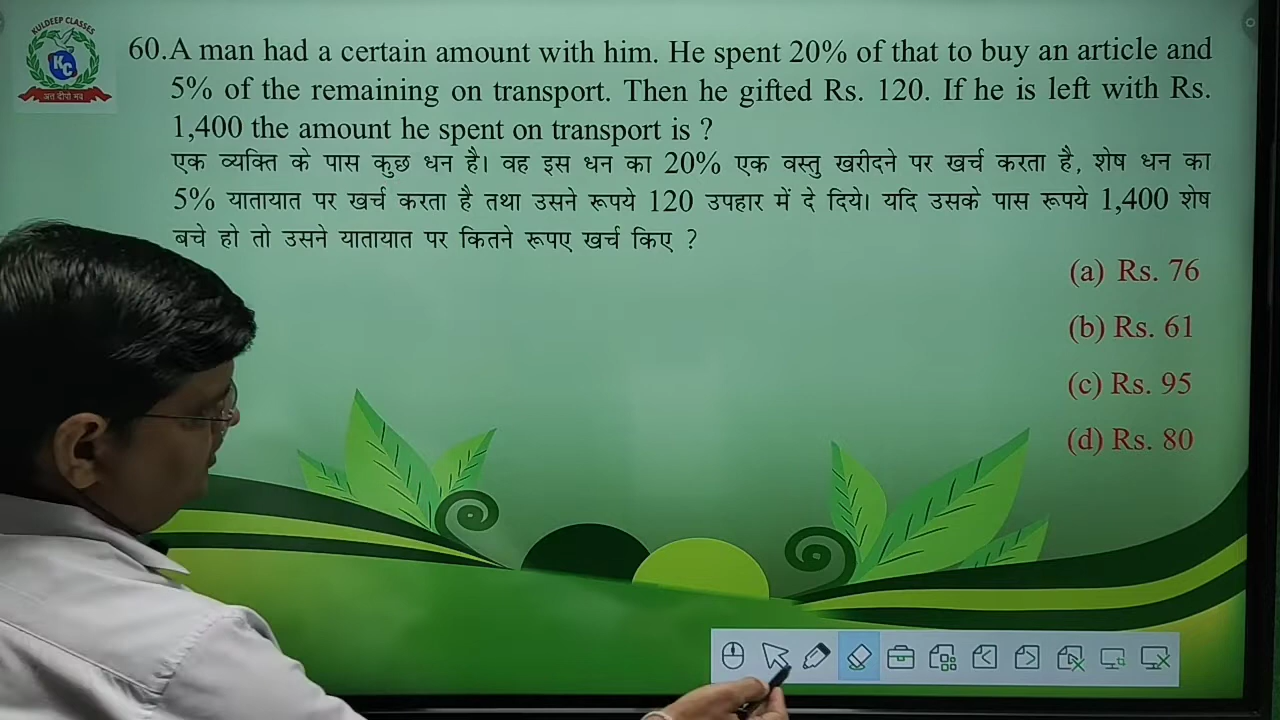 KULDEEP CLASSES
KC
अत्त दीपो भव
60.A man had a certain amount with him. He spent 20% of that to buy an article and
5% of the remaining on transport. Then he gifted Rs. 120. If he is left with Rs.
1,400 the amount he spent on transport is ?
एक व्यक्ति के पास कुछ धन है। वह इस धन का 20% एक वस्तु खरीदने पर खर्च करता है, शेष धन का
5% यातायात पर खर्च करता है तथा उसने रूपये 120 उपहार में दे दिये। यदि उसके पास रूपये 1,400 शेष
बचे हो तो उसने यातायात पर कितने रूपए खर्च किए ?
(a) Rs. 76
(b) Rs. 61
(c) Rs. 95
(d) Rs. 80